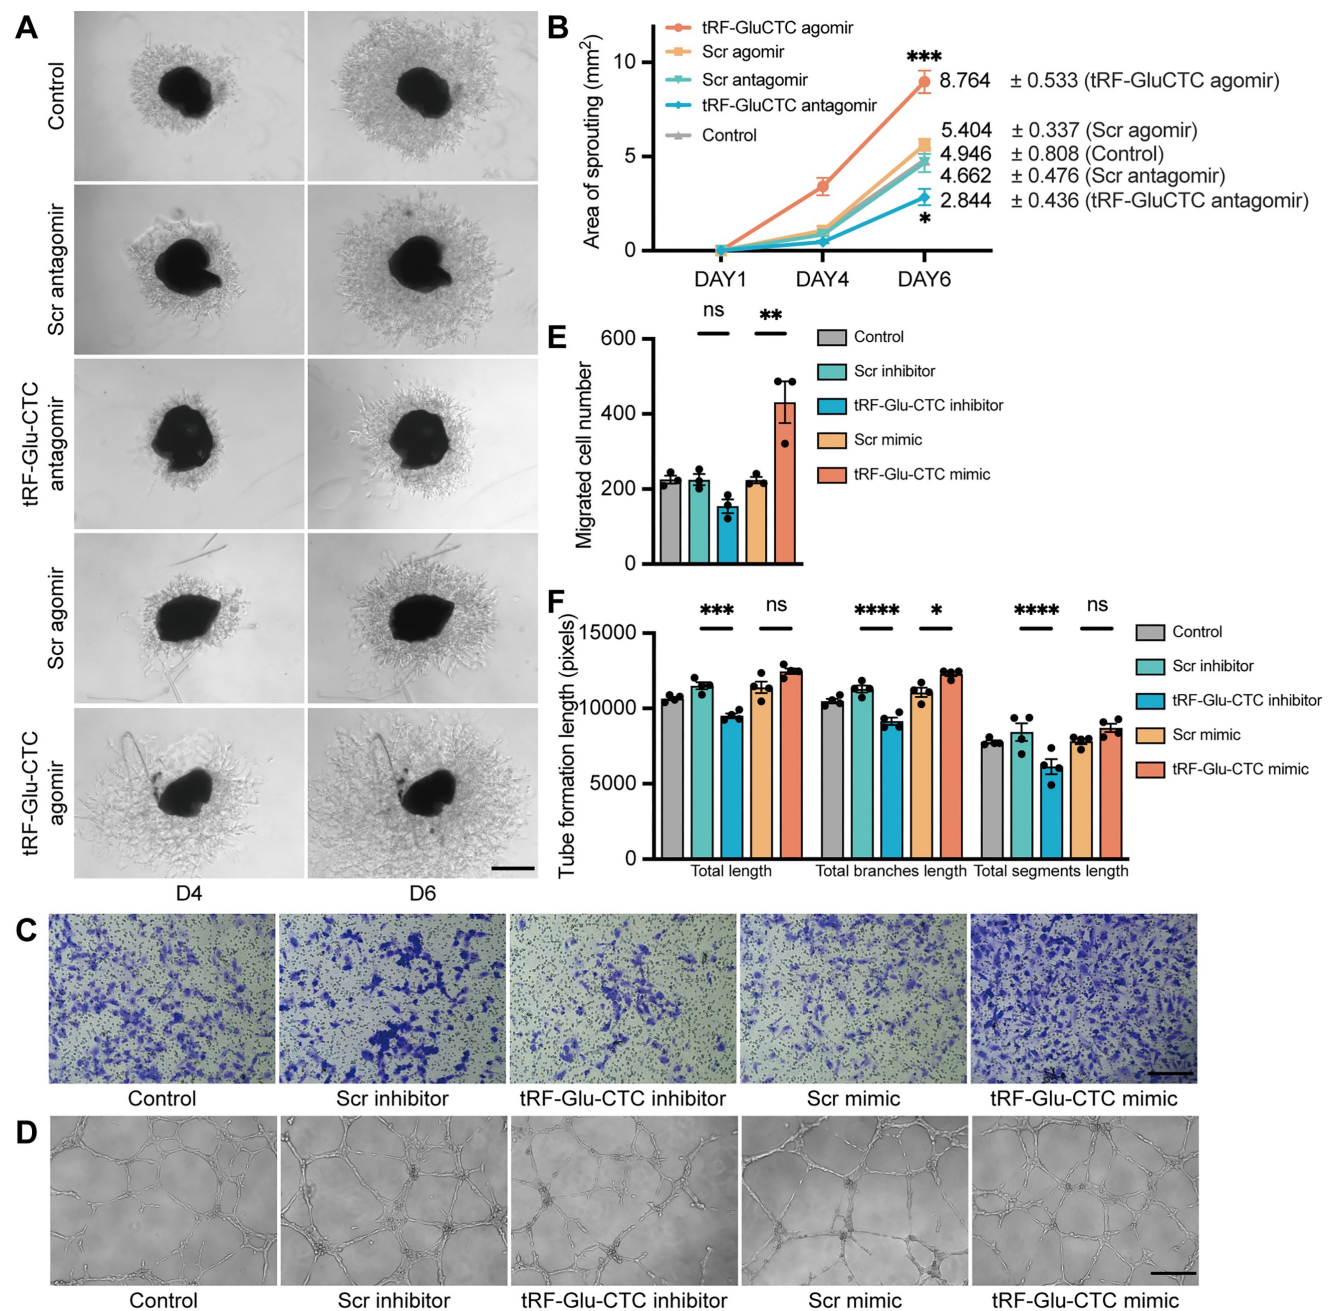 A
Control
Scr antagomir
tRF-Glu-CTC
antagomir
Scr agomir
tRF-Glu-CTC
agomir
D4
D6
B
Area of sprouting (mm²)
10
5
0
tRF-GluCTC agomir
Scr agomir
Scr antagomir
tRF-GluCTC antagomir
Control
***
8.764 ± 0.533 (tRF-GluCTC agomir)
5.404 ± 0.337 (Scr agomir)
4.946 ± 0.808 (Control)
4.662 ± 0.476 (Scr antagomir)
2.844 ± 0.436 (tRF-GluCTC antagomir)
*
DAY1 DAY4 DAY6
E
Migrated cell number
600
400
200
0
ns **
Control
Scr inhibitor
tRF-Glu-CTC inhibitor
Scr mimic
tRF-Glu-CTC mimic
F
Tube formation length (pixels)
15000
10000
5000
0
*** ns **** * **** ns
Total length Total branches length Total segments length
Control
Scr inhibitor
tRF-Glu-CTC inhibitor
Scr mimic
tRF-Glu-CTC mimic
C
Control Scr inhibitor tRF-Glu-CTC inhibitor Scr mimic tRF-Glu-CTC mimic
D
Control Scr inhibitor tRF-Glu-CTC inhibitor Scr mimic tRF-Glu-CTC mimic